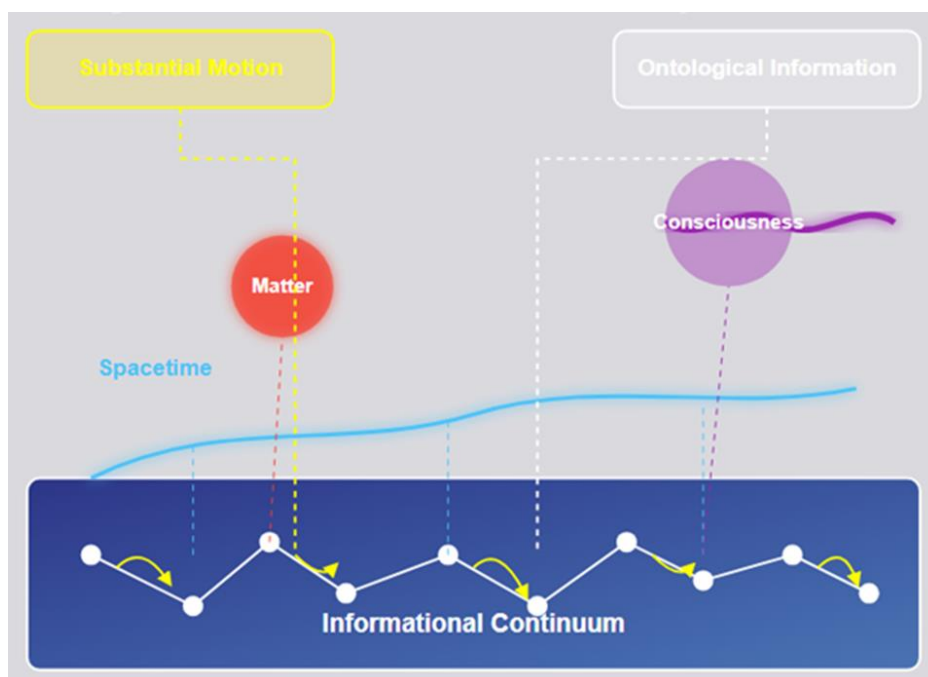 Substantial Motion
Ontological Information
Consciousness
Matter
Spacetime
Informational Continuum